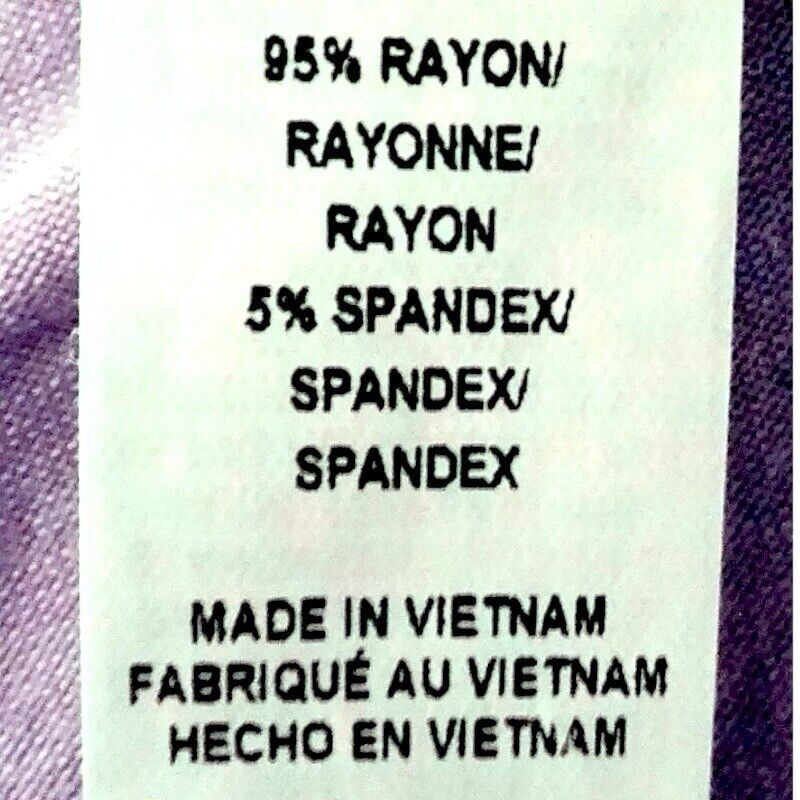 95% RAYON/
RAYONNE/
RAYON
5% SPANDEX/
SPANDEX/
SPANDEX
MADE IN VIETNAM
FABRIQUÉ AU VIETNAM
HECHO EN VIETNAM